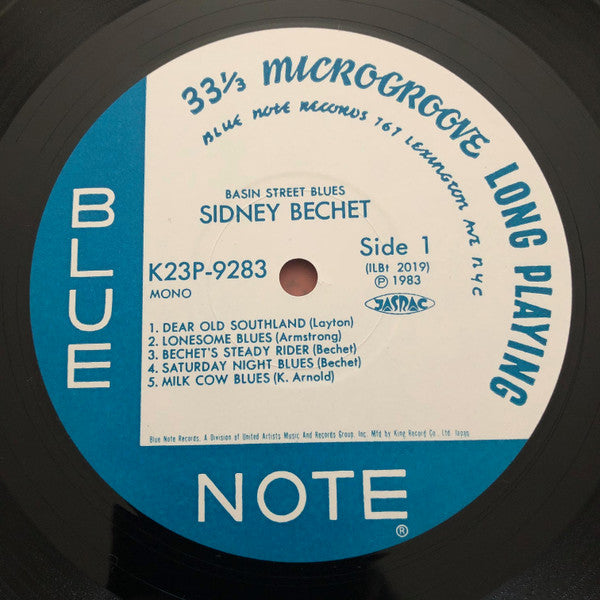 33 1/3 MICROGROOVE LONG PLAYING
BLUE NOTE RECORDS 767 LEXINGTON AVE NYC
BASIN STREET BLUES
SIDNEY BECHET
K23P-9283
MONO
Side 1
(ILBt 2019)
Ⓟ 1983
JASRAC
1. DEAR OLD SOUTHLAND (Layton)
2. LONESOME BLUES (Armstrong)
3. BECHET'S STEADY RIDER (Bechet)
4. SATURDAY NIGHT BLUES (Bechet)
5. MILK COW BLUES (K. Arnold)
Blue Note Records, A Division of United Artists Music And Records Group, Inc. Mfd by King Record Co., Ltd. Japan
BLUE
NOTE®